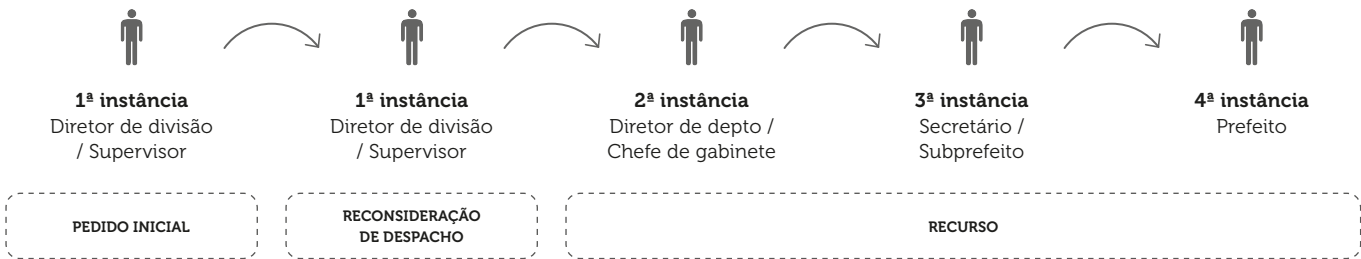 1ª instância
Diretor de divisão
/ Supervisor
1ª instância
Diretor de divisão
/ Supervisor
2ª instância
Diretor de depto /
Chefe de gabinete
3ª instância
Secretário /
Subprefeito
4ª instância
Prefeito
PEDIDO INICIAL
RECONSIDERAÇÃO
DE DESPACHO
RECURSO